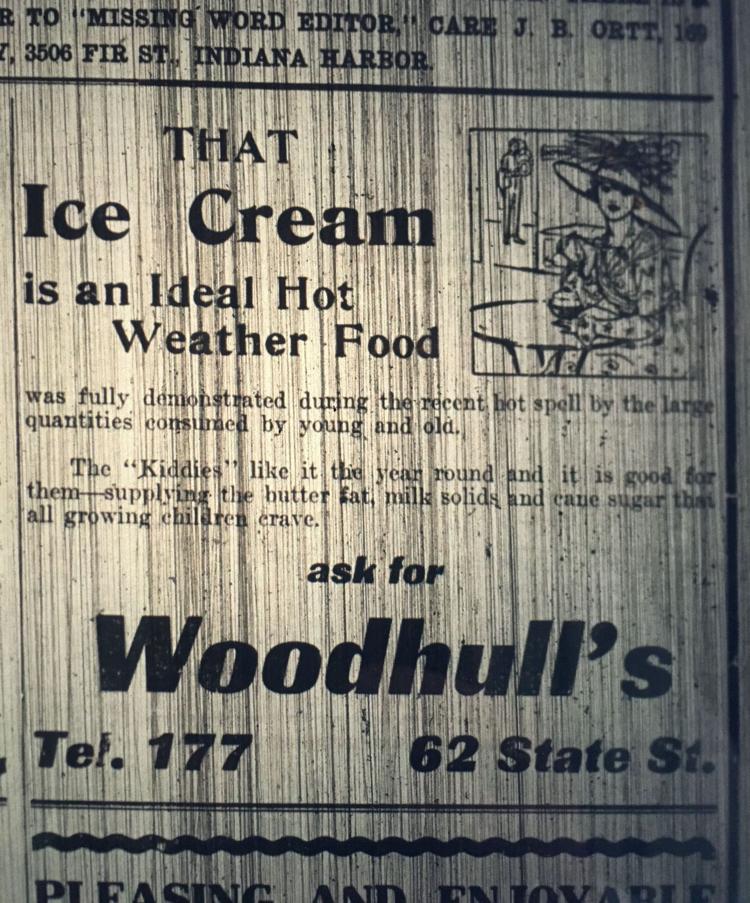 R TO "MISSING WORD EDITOR," CARE J. B. ORTT,
7, 3506 FIR ST., INDIANA HARBOR.
THAT
Ice Cream
is an Ideal Hot
Weather Food
was fully demonstrated during the recent hot spell by the large
quantities consumed by young and old.
The "Kiddies" like it the year round and it is good for
them—supplying the butter fat, milk solids and cane sugar that
all growing children crave.
ask for
Woodhull's
Tel. 177
62 State St.
PLEASING AND ENJOYABLE